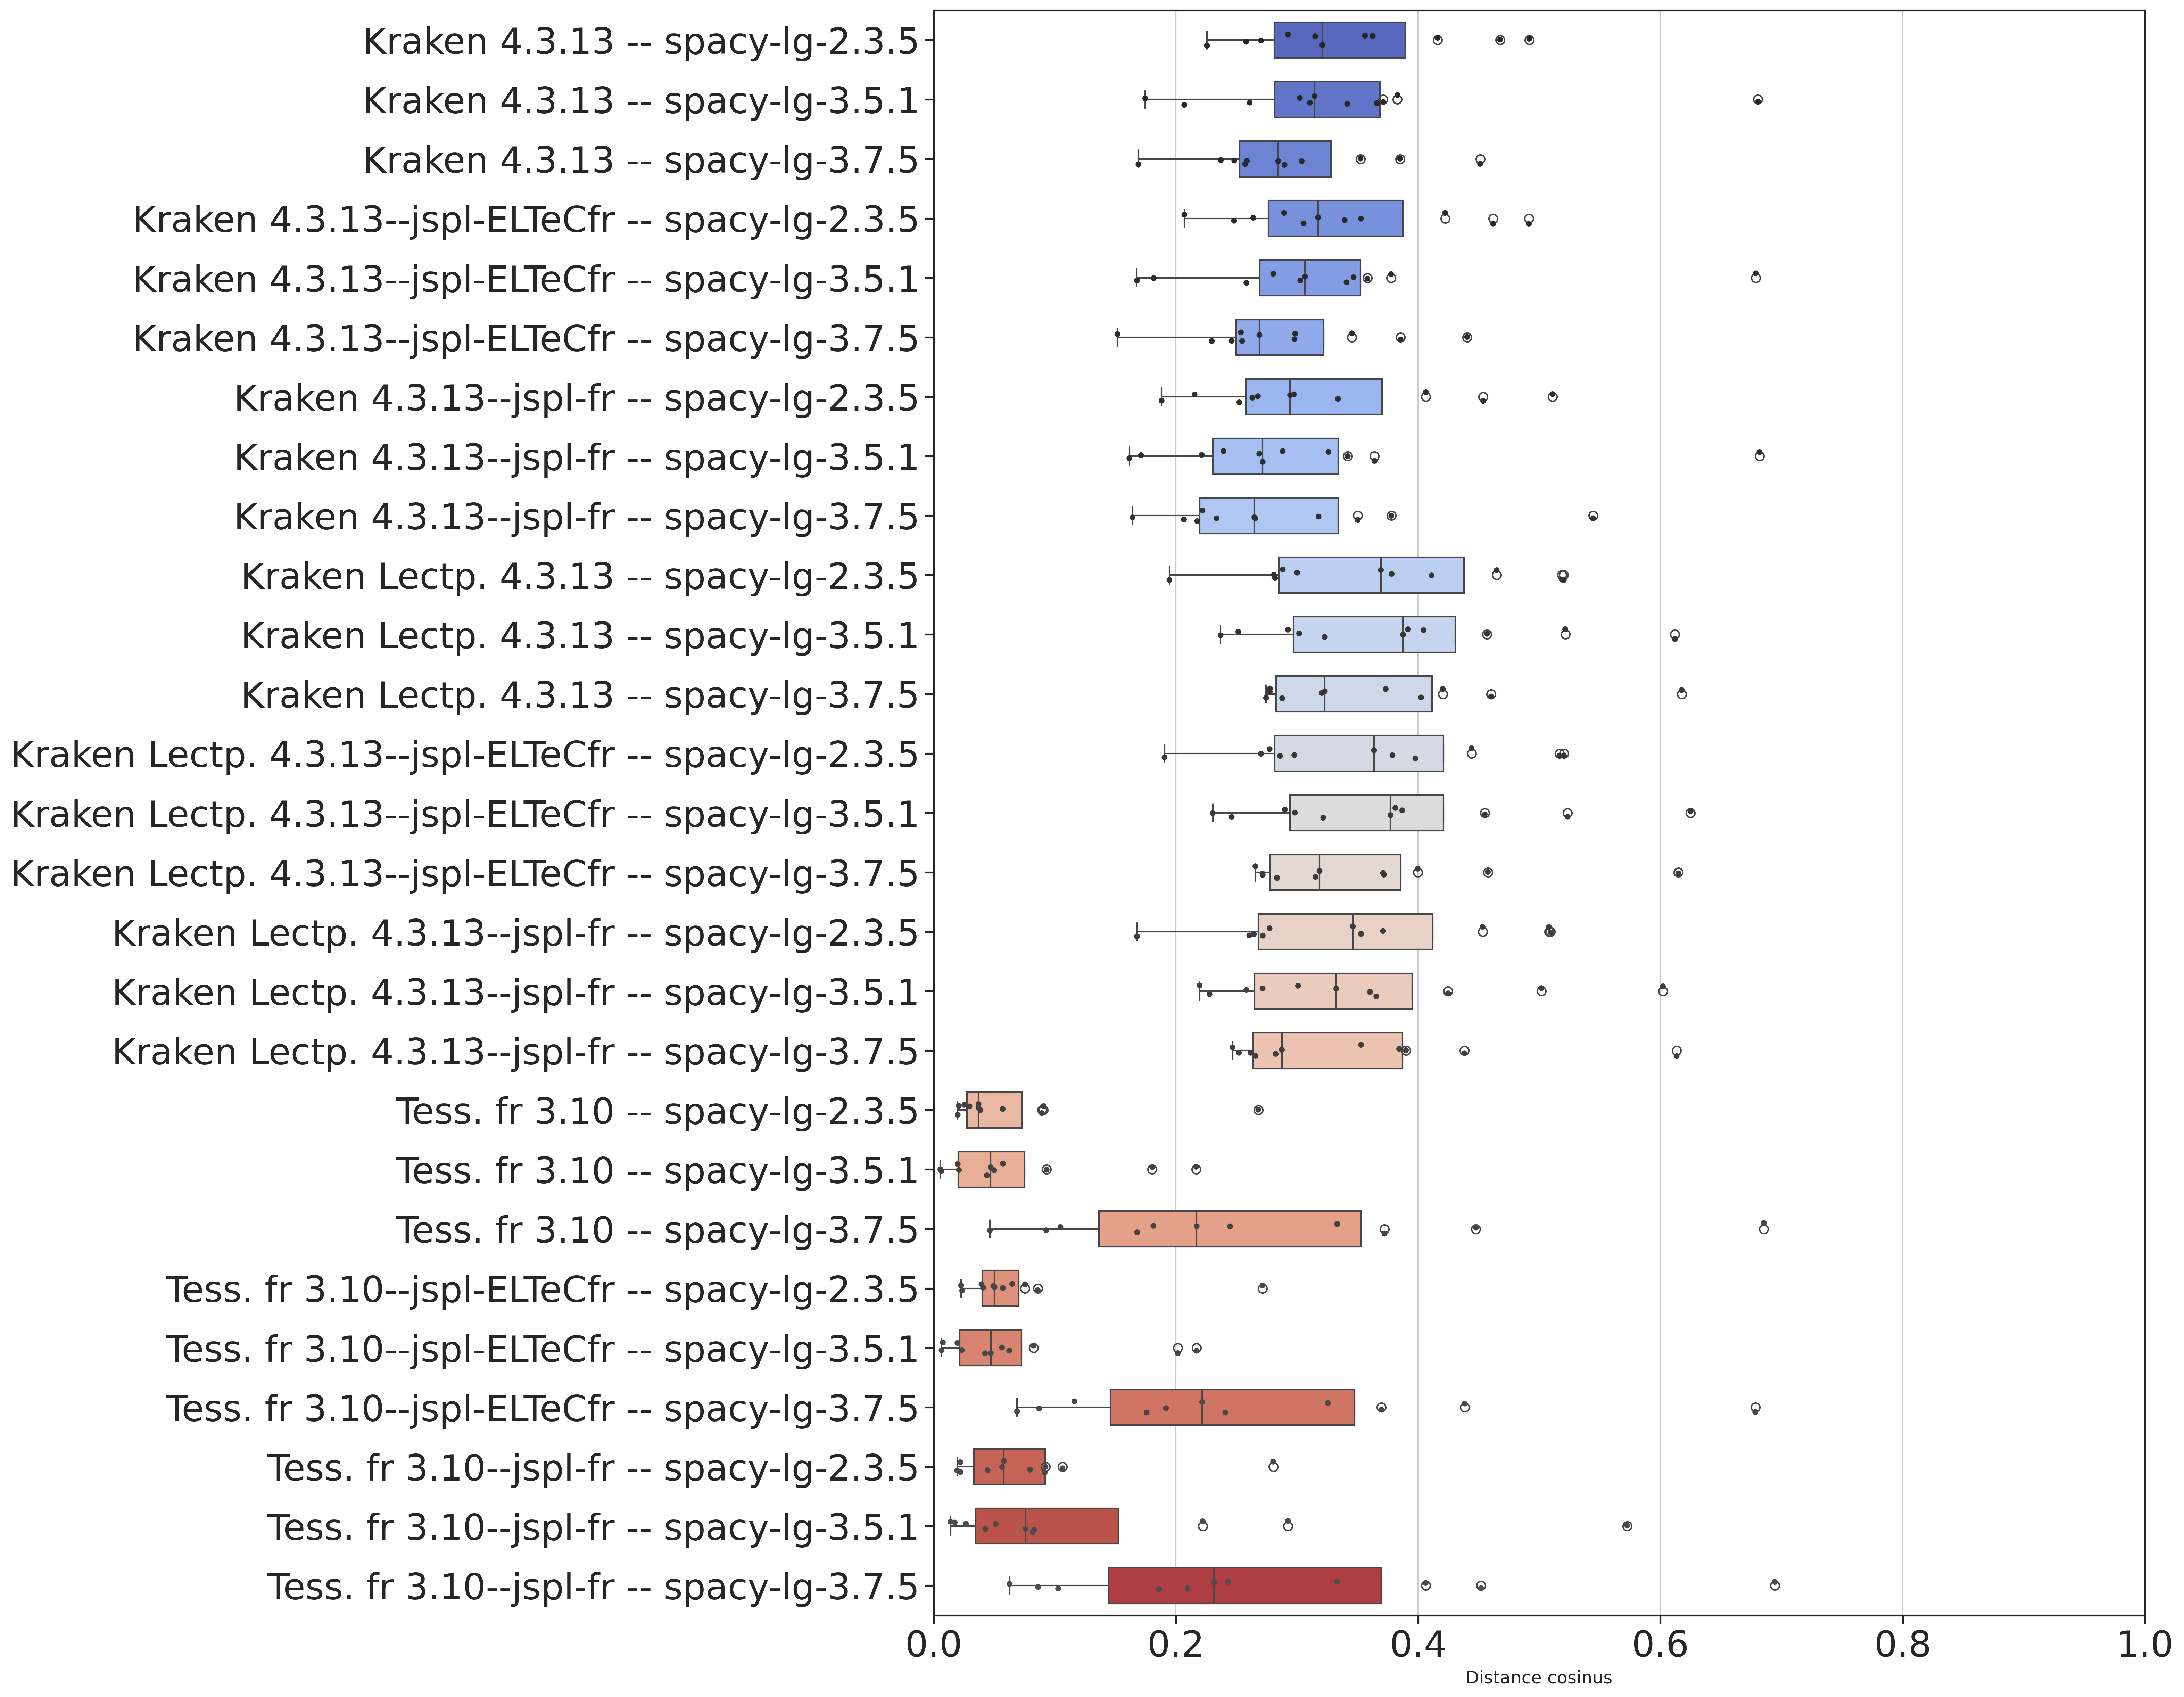 Kraken 4.3.13 -- spacy-lg-2.3.5
Kraken 4.3.13 -- spacy-lg-3.5.1
Kraken 4.3.13 -- spacy-lg-3.7.5
Kraken 4.3.13--jspl-ELTeCfr -- spacy-lg-2.3.5
Kraken 4.3.13--jspl-ELTeCfr -- spacy-lg-3.5.1
Kraken 4.3.13--jspl-ELTeCfr -- spacy-lg-3.7.5
Kraken 4.3.13--jspl-fr -- spacy-lg-2.3.5
Kraken 4.3.13--jspl-fr -- spacy-lg-3.5.1
Kraken 4.3.13--jspl-fr -- spacy-lg-3.7.5
Kraken Lectp. 4.3.13 -- spacy-lg-2.3.5
Kraken Lectp. 4.3.13 -- spacy-lg-3.5.1
Kraken Lectp. 4.3.13 -- spacy-lg-3.7.5
Kraken Lectp. 4.3.13--jspl-ELTeCfr -- spacy-lg-2.3.5
Kraken Lectp. 4.3.13--jspl-ELTeCfr -- spacy-lg-3.5.1
Kraken Lectp. 4.3.13--jspl-ELTeCfr -- spacy-lg-3.7.5
Kraken Lectp. 4.3.13--jspl-fr -- spacy-lg-2.3.5
Kraken Lectp. 4.3.13--jspl-fr -- spacy-lg-3.5.1
Kraken Lectp. 4.3.13--jspl-fr -- spacy-lg-3.7.5
Tess. fr 3.10 -- spacy-lg-2.3.5
Tess. fr 3.10 -- spacy-lg-3.5.1
Tess. fr 3.10 -- spacy-lg-3.7.5
Tess. fr 3.10--jspl-ELTeCfr -- spacy-lg-2.3.5
Tess. fr 3.10--jspl-ELTeCfr -- spacy-lg-3.5.1
Tess. fr 3.10--jspl-ELTeCfr -- spacy-lg-3.7.5
Tess. fr 3.10--jspl-fr -- spacy-lg-2.3.5
Tess. fr 3.10--jspl-fr -- spacy-lg-3.5.1
Tess. fr 3.10--jspl-fr -- spacy-lg-3.7.5
0.0 0.2 0.4 0.6 0.8 1.0
Distance cosinus